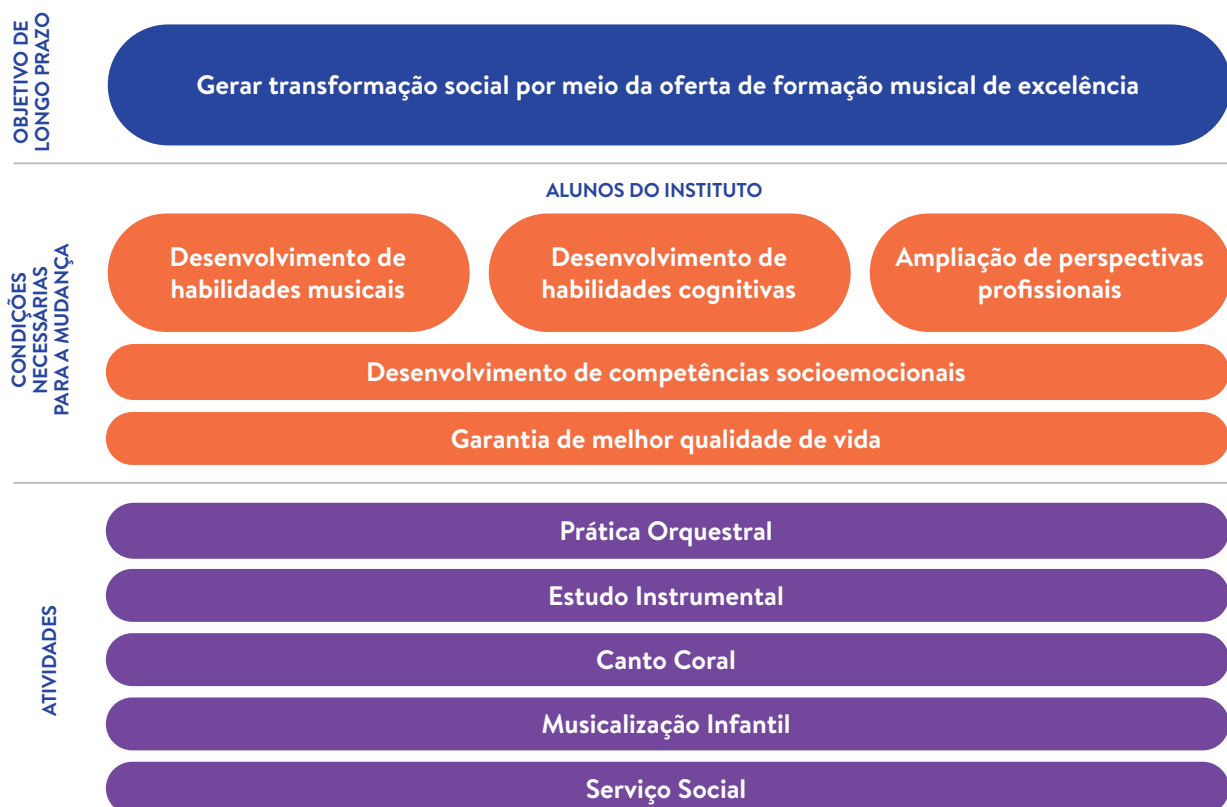 OBJETIVO DE
LONGO PRAZO
Gerar transformação social por meio da oferta de formação musical de excelência
CONDIÇÕES
NECESSÁRIAS
PARA A MUDANÇA
ALUNOS DO INSTITUTO
Desenvolvimento de
habilidades musicais
Desenvolvimento de
habilidades cognitivas
Ampliação de perspectivas
profissionais
Desenvolvimento de competências socioemocionais
Garantia de melhor qualidade de vida
ATIVIDADES
Prática Orquestral
Estudo Instrumental
Canto Coral
Musicalização Infantil
Serviço Social